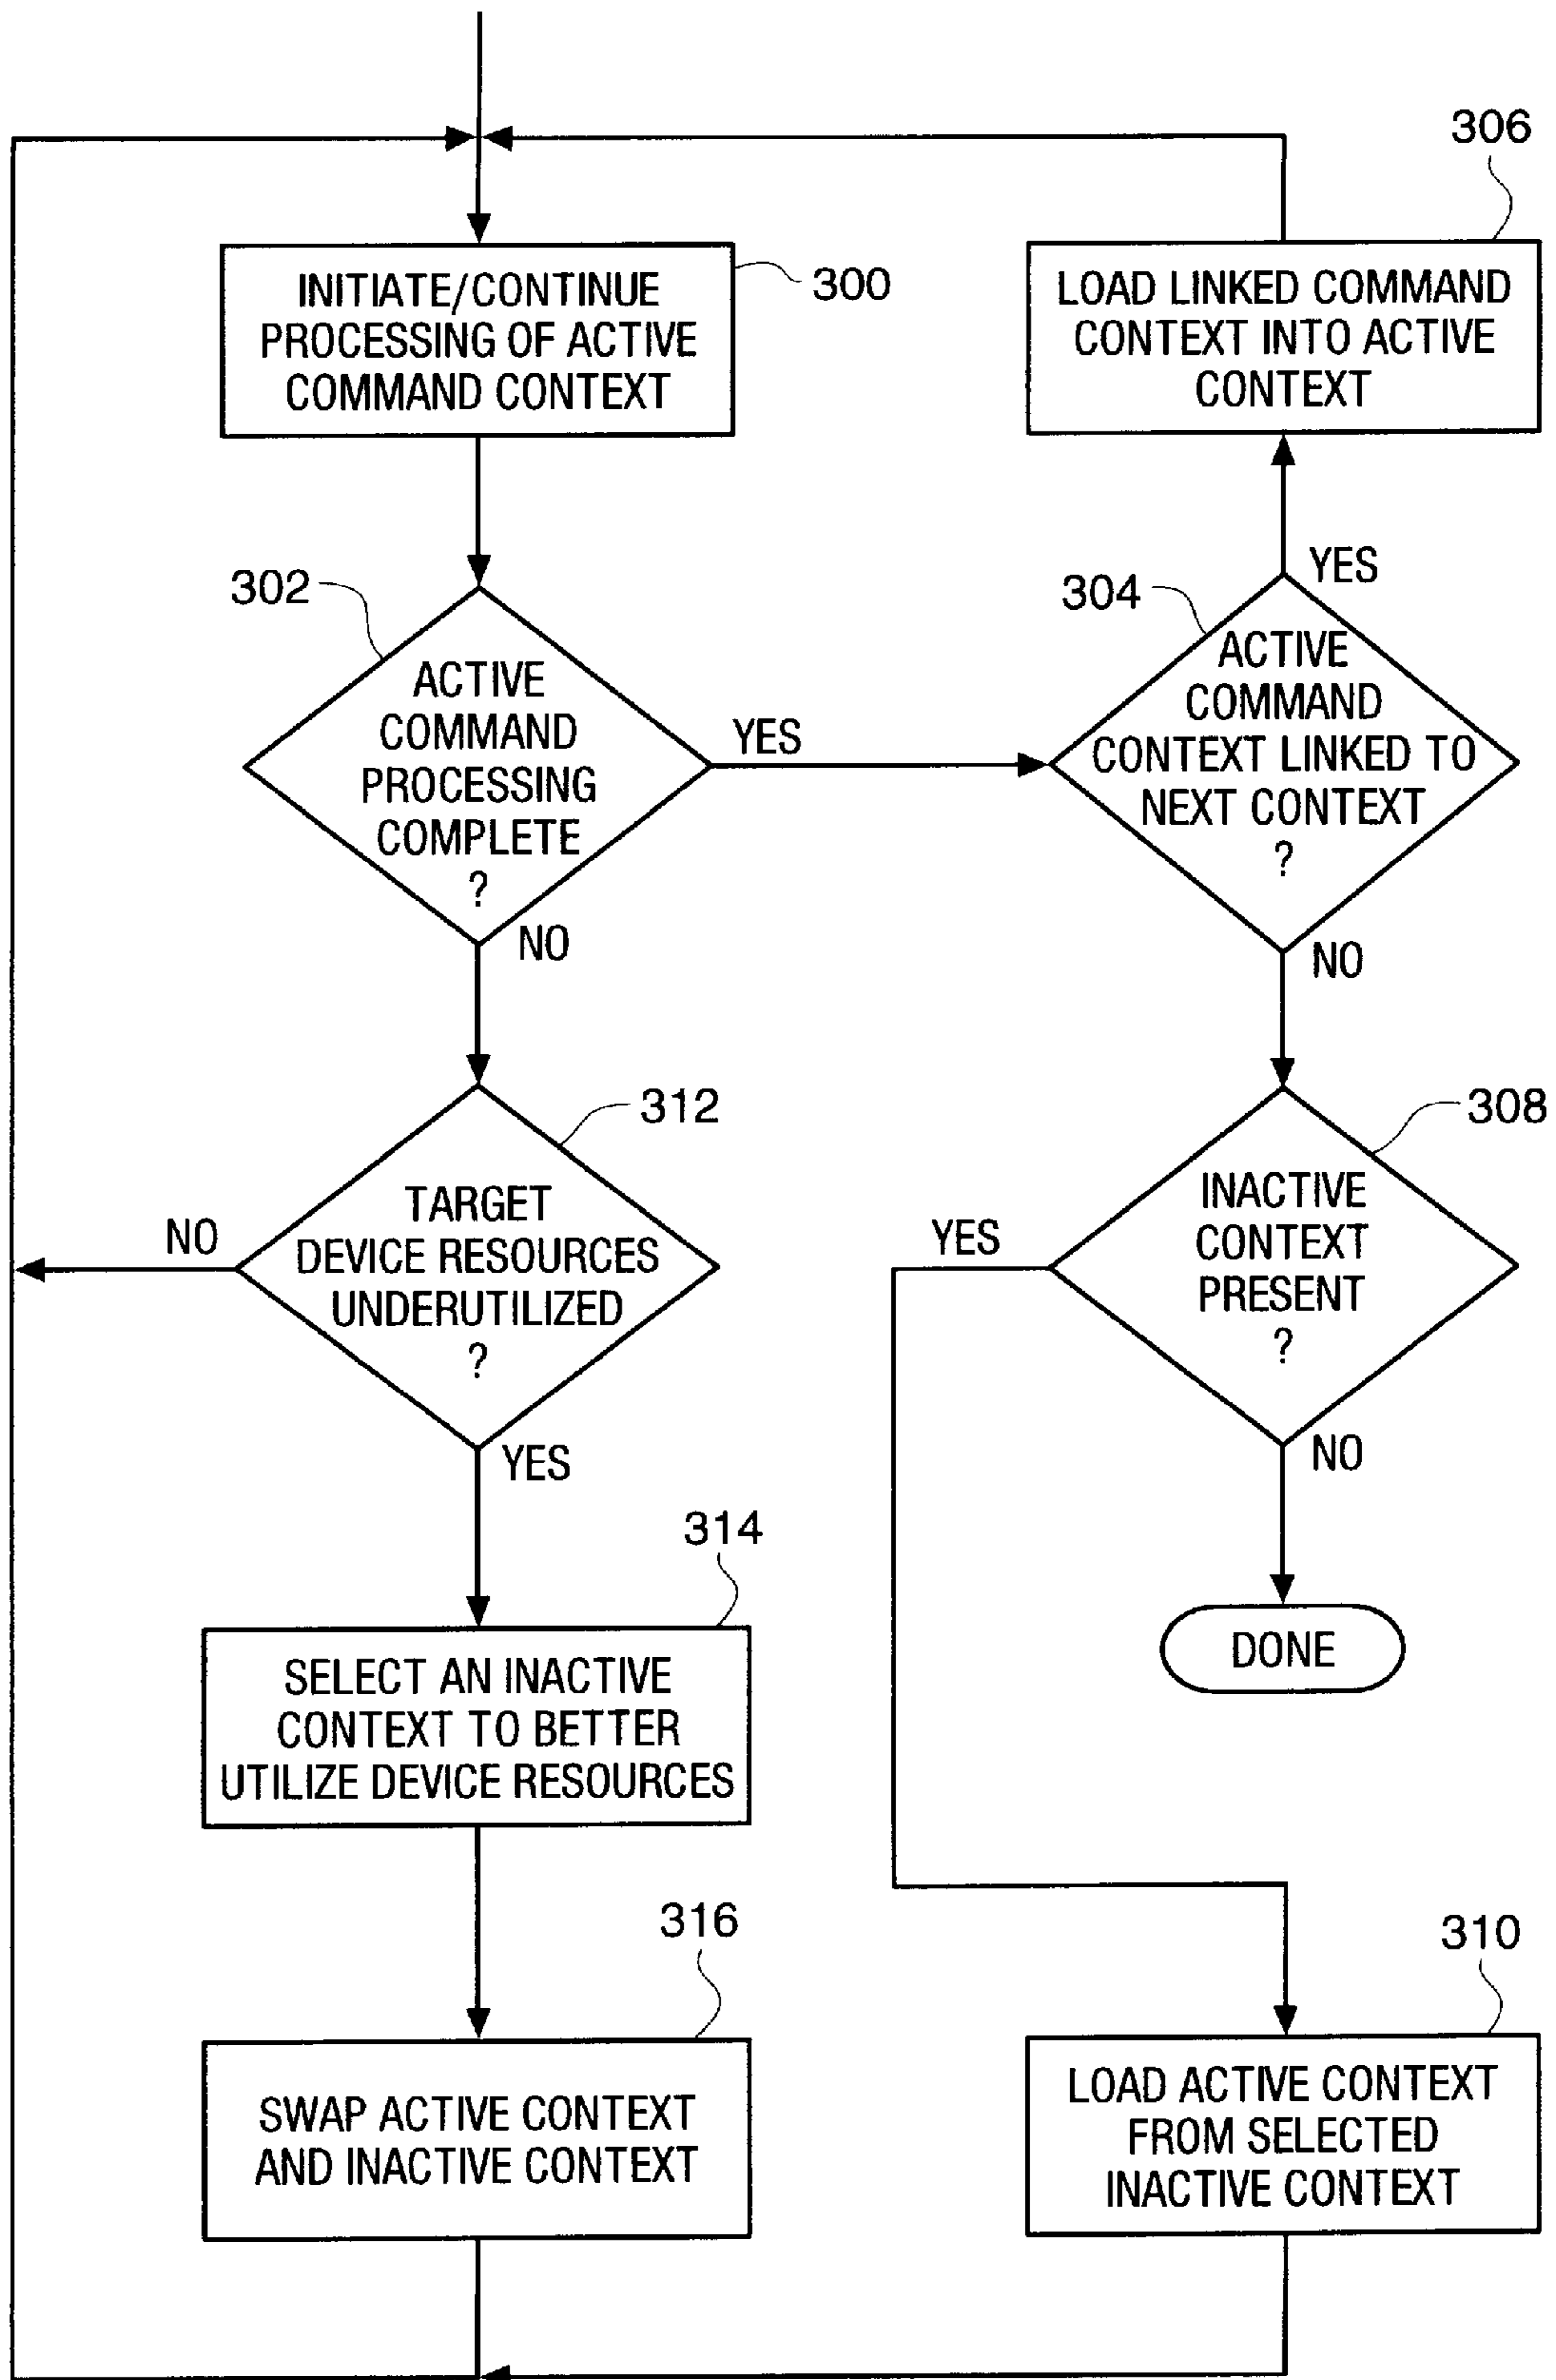 306
INITIATE/CONTINUE
PROCESSING OF ACTIVE
COMMAND CONTEXT
300
LOAD LINKED COMMAND
CONTEXT INTO ACTIVE
CONTEXT
302
ACTIVE
COMMAND
PROCESSING
COMPLETE
?
YES
NO
304
YES
ACTIVE
COMMAND
CONTEXT LINKED TO
NEXT CONTEXT
?
NO
312
TARGET
DEVICE RESOURCES
UNDERUTILIZED
?
NO
YES
308
INACTIVE
CONTEXT
PRESENT
?
YES
NO
314
SELECT AN INACTIVE
CONTEXT TO BETTER
UTILIZE DEVICE RESOURCES
DONE
316
SWAP ACTIVE CONTEXT
AND INACTIVE CONTEXT
310
LOAD ACTIVE CONTEXT
FROM SELECTED
INACTIVE CONTEXT